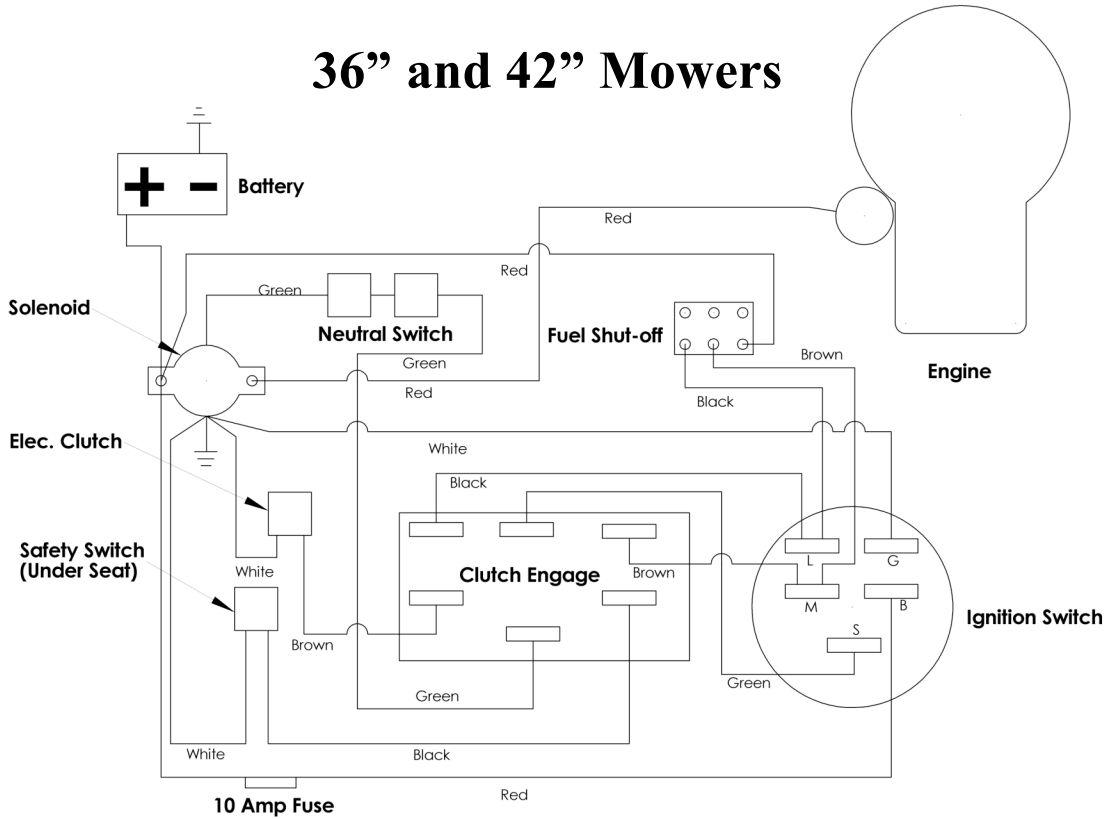 36” and 42” Mowers
Battery
Red
Red
Green
Solenoid
Neutral Switch
Fuel Shut-off
Brown
Green
Engine
Red
Black
Elec. Clutch
White
Black
Safety Switch
(Under Seat)
L
G
White
Clutch Engage
Brown
M
B
Ignition Switch
S
Brown
Green
Green
White
Black
10 Amp Fuse
Red